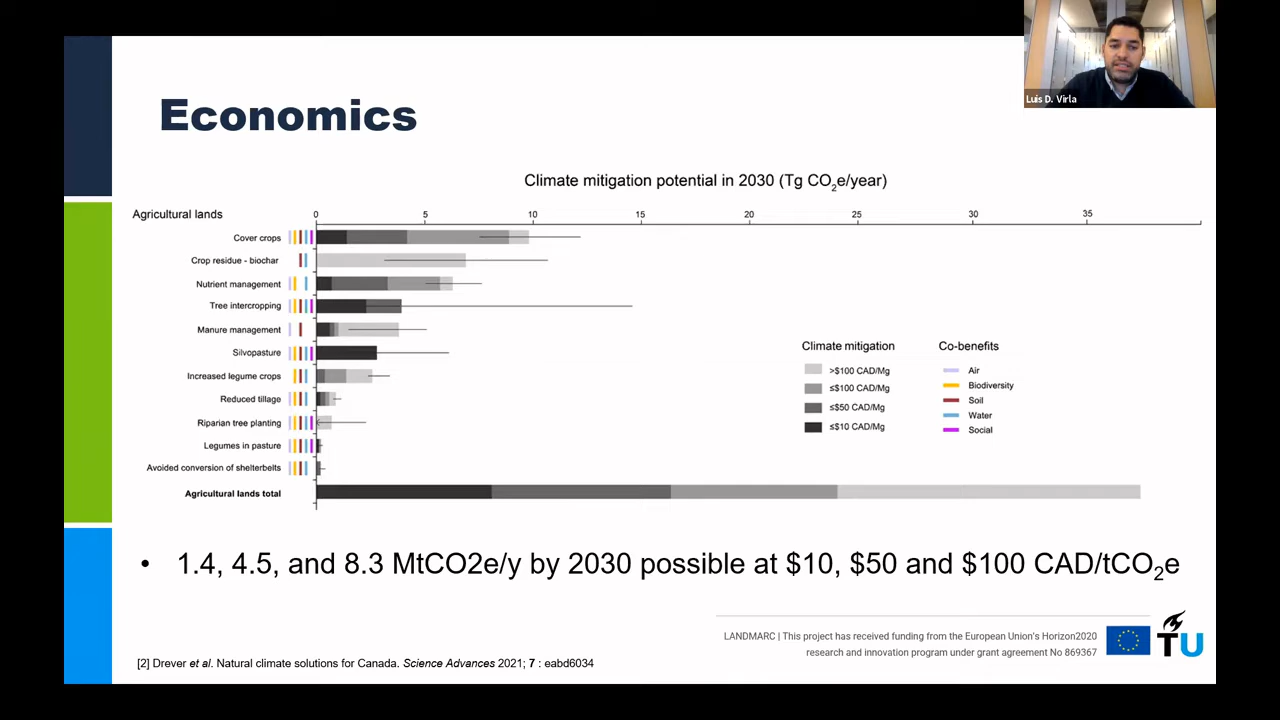 Luis D. Virla
Economics
Climate mitigation potential in 2030 (Tg CO2e/year)
Agricultural lands
0 5 10 15 20 25 30 35
Cover crops
Crop residue - biochar
Nutrient management
Tree intercropping
Manure management
Silvopasture
Increased legume crops
Reduced tillage
Riparian tree planting
Legumes in pasture
Avoided conversion of shelterbelts
Agricultural lands total
Climate mitigation
>$100 CAD/Mg
≤$100 CAD/Mg
≤$50 CAD/Mg
≤$10 CAD/Mg
Co-benefits
Air
Biodiversity
Soil
Water
Social
• 1.4, 4.5, and 8.3 MtCO2e/y by 2030 possible at $10, $50 and $100 CAD/tCO2e
LANDMARC | This project has received funding from the European Union's Horizon2020
research and innovation program under grant agreement No 869367
TU
[2] Drever et al. Natural climate solutions for Canada. Science Advances 2021; 7 : eabd6034